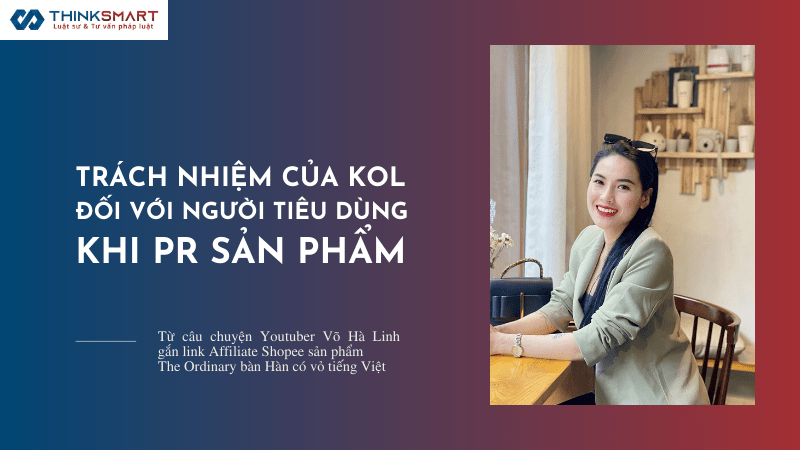 THINKSMART
Luật sư & Tư vấn pháp luật
TRÁCH NHIỆM CỦA KOL
ĐỐI VỚI NGƯỜI TIÊU DÙNG
KHI PR SẢN PHẨM
Từ câu chuyện Youtuber Võ Hà Linh
gắn link Affiliate Shopee sản phẩm
The Ordinary bàn Hàn có vỏ tiếng Việt